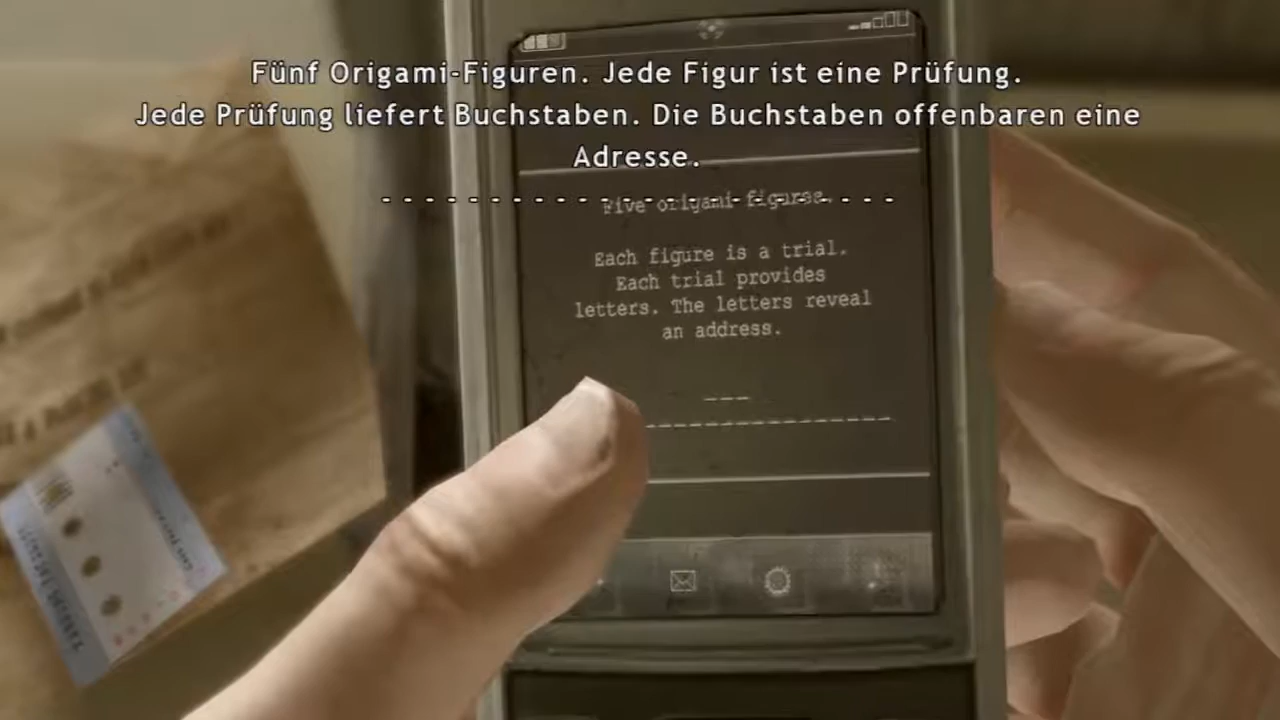 Fünf Origami-Figuren. Jede Figur ist eine Prüfung.
Jede Prüfung liefert Buchstaben. Die Buchstaben offenbaren eine
Adresse.
- - - - - - - - - - - - - - - - - - - - - - - -
Five origami figures.
Each figure is a trial.
Each trial provides
letters. The letters reveal
an address.